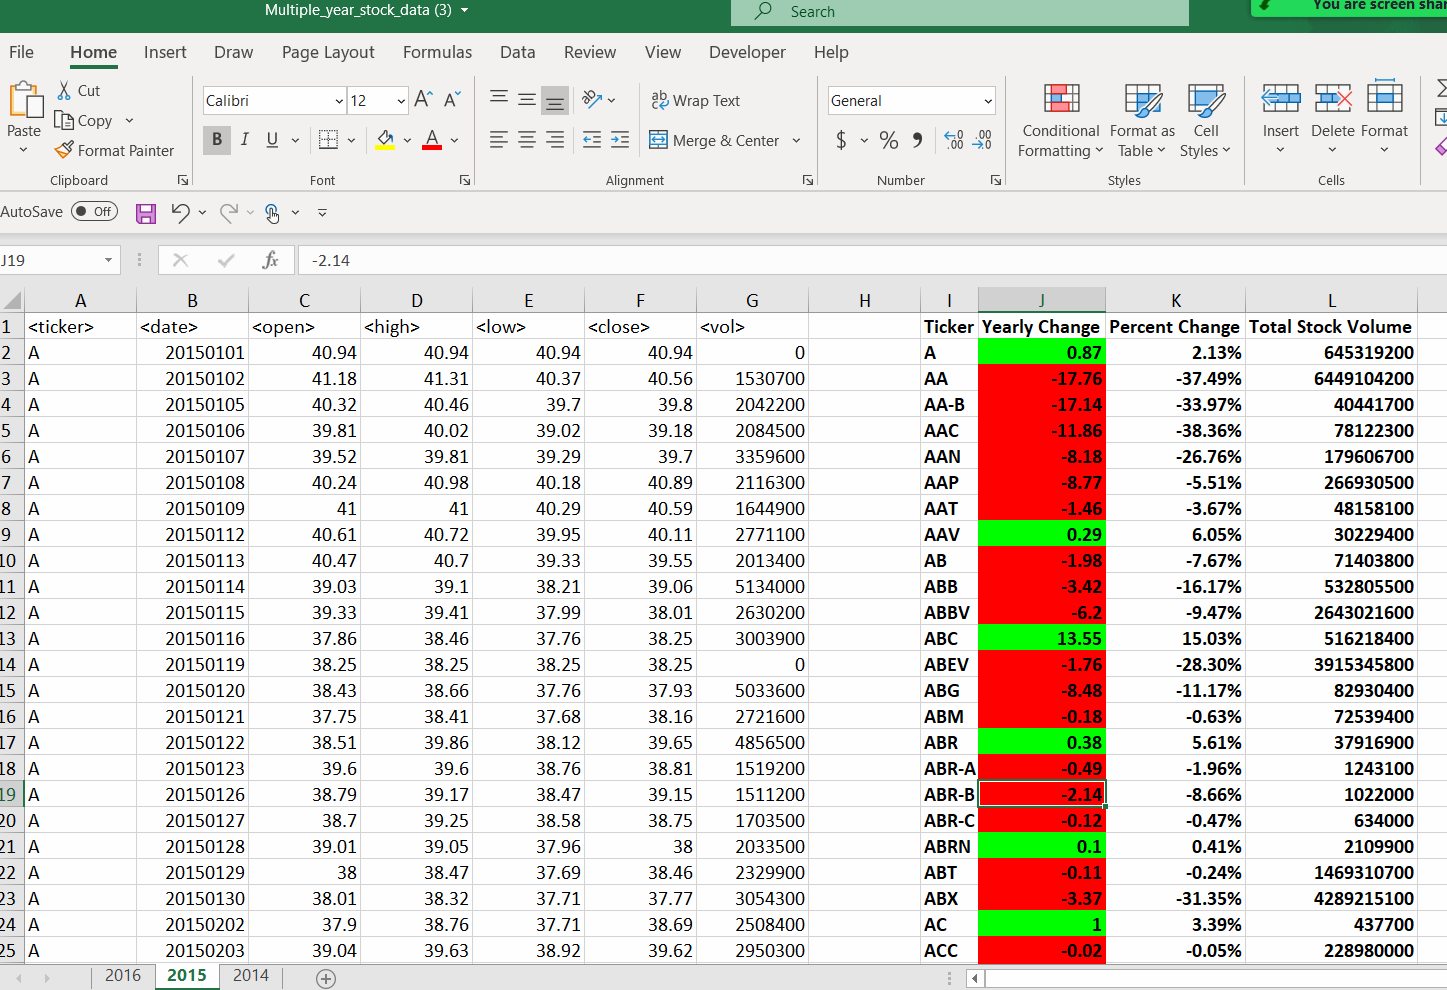 Multiple_year_stock_data (3)
Search
You are screen shar
File Home Insert Draw Page Layout Formulas Data Review View Developer Help
Paste
Cut
Copy
Format Painter
Clipboard
Calibri 12
B I U A
Font
Wrap Text
Merge & Center
Alignment
General
$ % 9
Number
Conditional Formatting
Format as Table
Cell Styles
Styles
Insert Delete Format
Cells
AutoSave Off
J19 fx -2.14
A B C D E F G H I J K L
1 <ticker> <date> <open> <high> <low> <close> <vol> Ticker Yearly Change Percent Change Total Stock Volume
2 A 20150101 40.94 40.94 40.94 40.94 0 A 0.87 2.13% 645319200
3 A 20150102 41.18 41.31 40.37 40.56 1530700 AA -17.76 -37.49% 6449104200
4 A 20150105 40.32 40.46 39.7 39.8 2042200 AA-B -17.14 -33.97% 40441700
5 A 20150106 39.81 40.02 39.02 39.18 2084500 AAC -11.86 -38.36% 78122300
6 A 20150107 39.52 39.81 39.29 39.7 3359600 AAN -8.18 -26.76% 179606700
7 A 20150108 40.24 40.98 40.18 40.89 2116300 AAP -8.77 -5.51% 266930500
8 A 20150109 41 41 40.29 40.59 1644900 AAT -1.46 -3.67% 48158100
9 A 20150112 40.61 40.72 39.95 40.11 2771100 AAV 0.29 6.05% 30229400
10 A 20150113 40.47 40.7 39.33 39.55 2013400 AB -1.98 -7.67% 71403800
11 A 20150114 39.03 39.1 38.21 39.06 5134000 ABB -3.42 -16.17% 532805500
12 A 20150115 39.33 39.41 37.99 38.01 2630200 ABBV -6.2 -9.47% 2643021600
13 A 20150116 37.86 38.46 37.76 38.25 3003900 ABC 13.55 15.03% 516218400
14 A 20150119 38.25 38.25 38.25 38.25 0 ABEV -1.76 -28.30% 3915345800
15 A 20150120 38.43 38.66 37.76 37.93 5033600 ABG -8.48 -11.17% 82930400
16 A 20150121 37.75 38.41 37.68 38.16 2721600 ABM -0.18 -0.63% 72539400
17 A 20150122 38.51 39.86 38.12 39.65 4856500 ABR 0.38 5.61% 37916900
18 A 20150123 39.6 39.6 38.76 38.81 1519200 ABR-A -0.49 -1.96% 1243100
19 A 20150126 38.79 39.17 38.47 39.15 1511200 ABR-B -2.14 -8.66% 1022000
20 A 20150127 38.7 39.25 38.58 38.75 1703500 ABR-C -0.12 -0.47% 634000
21 A 20150128 39.01 39.05 37.96 38 2033500 ABRN 0.1 0.41% 2109900
22 A 20150129 38 38.47 37.69 38.46 2329900 ABT -0.11 -0.24% 1469310700
23 A 20150130 38.01 38.32 37.71 37.77 3054300 ABX -3.37 -31.35% 4289215100
24 A 20150202 37.9 38.76 37.71 38.69 2508400 AC 1 3.39% 437700
25 A 20150203 39.04 39.63 38.92 39.62 2950300 ACC -0.02 -0.05% 228980000
2016 2015 2014